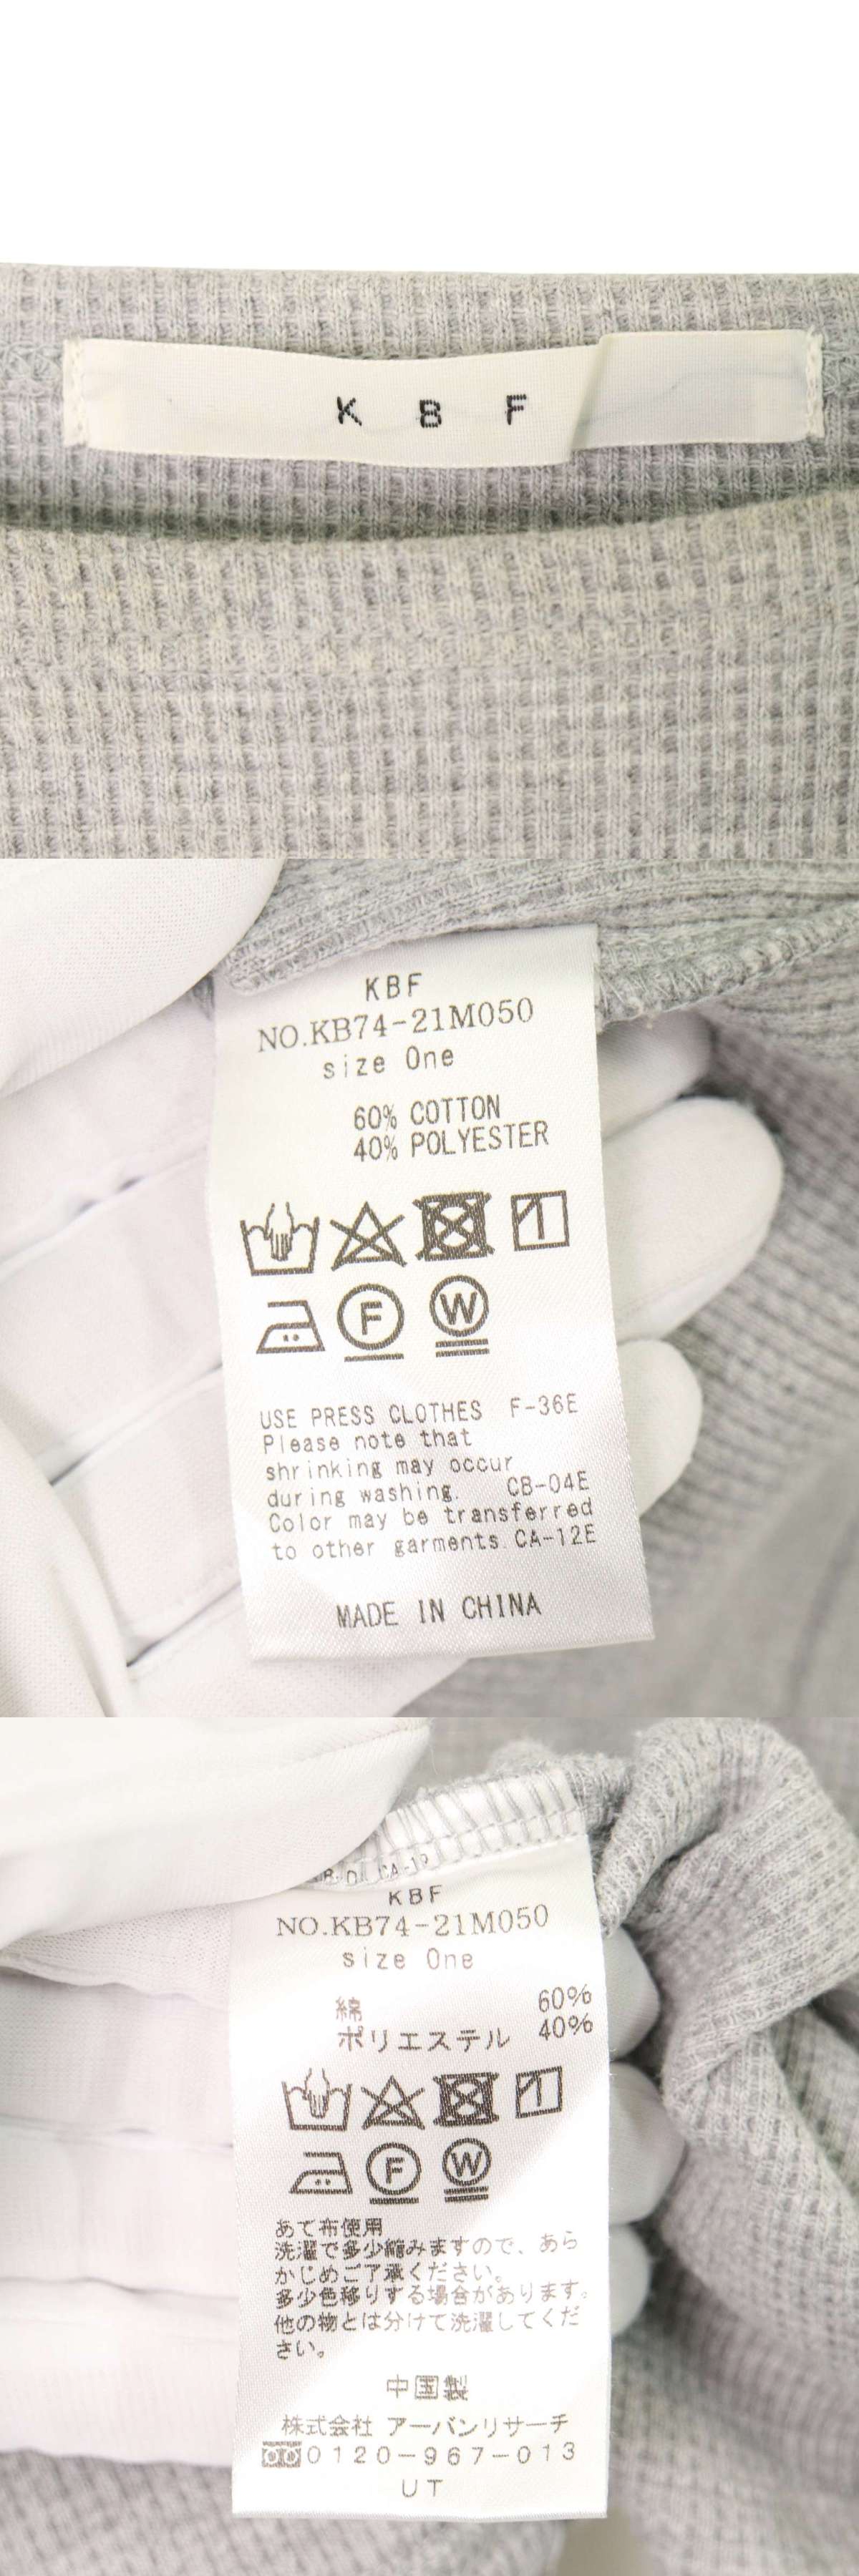 K B F
KBF
NO.KB74-21M050
size One
60% COTTON
40% POLYESTER
F
W
USE PRESS CLOTHES F-36E
Please note that
shrinking may occur
during washing. CB-04E
Color may be transferred
to other garments. CA-12E
MADE IN CHINA
CA-12
KBF
NO.KB74-21M050
size One
綿 60%
ポリエステル 40%
F
W
あて布使用
洗濯で多少縮みますので、あら
かじめご了承ください。
多少色移りする場合があります。
他の物とは分けて洗濯してくだ
さい。
中国製
株式会社 アーバンリサーチ
0120-967-013
UT